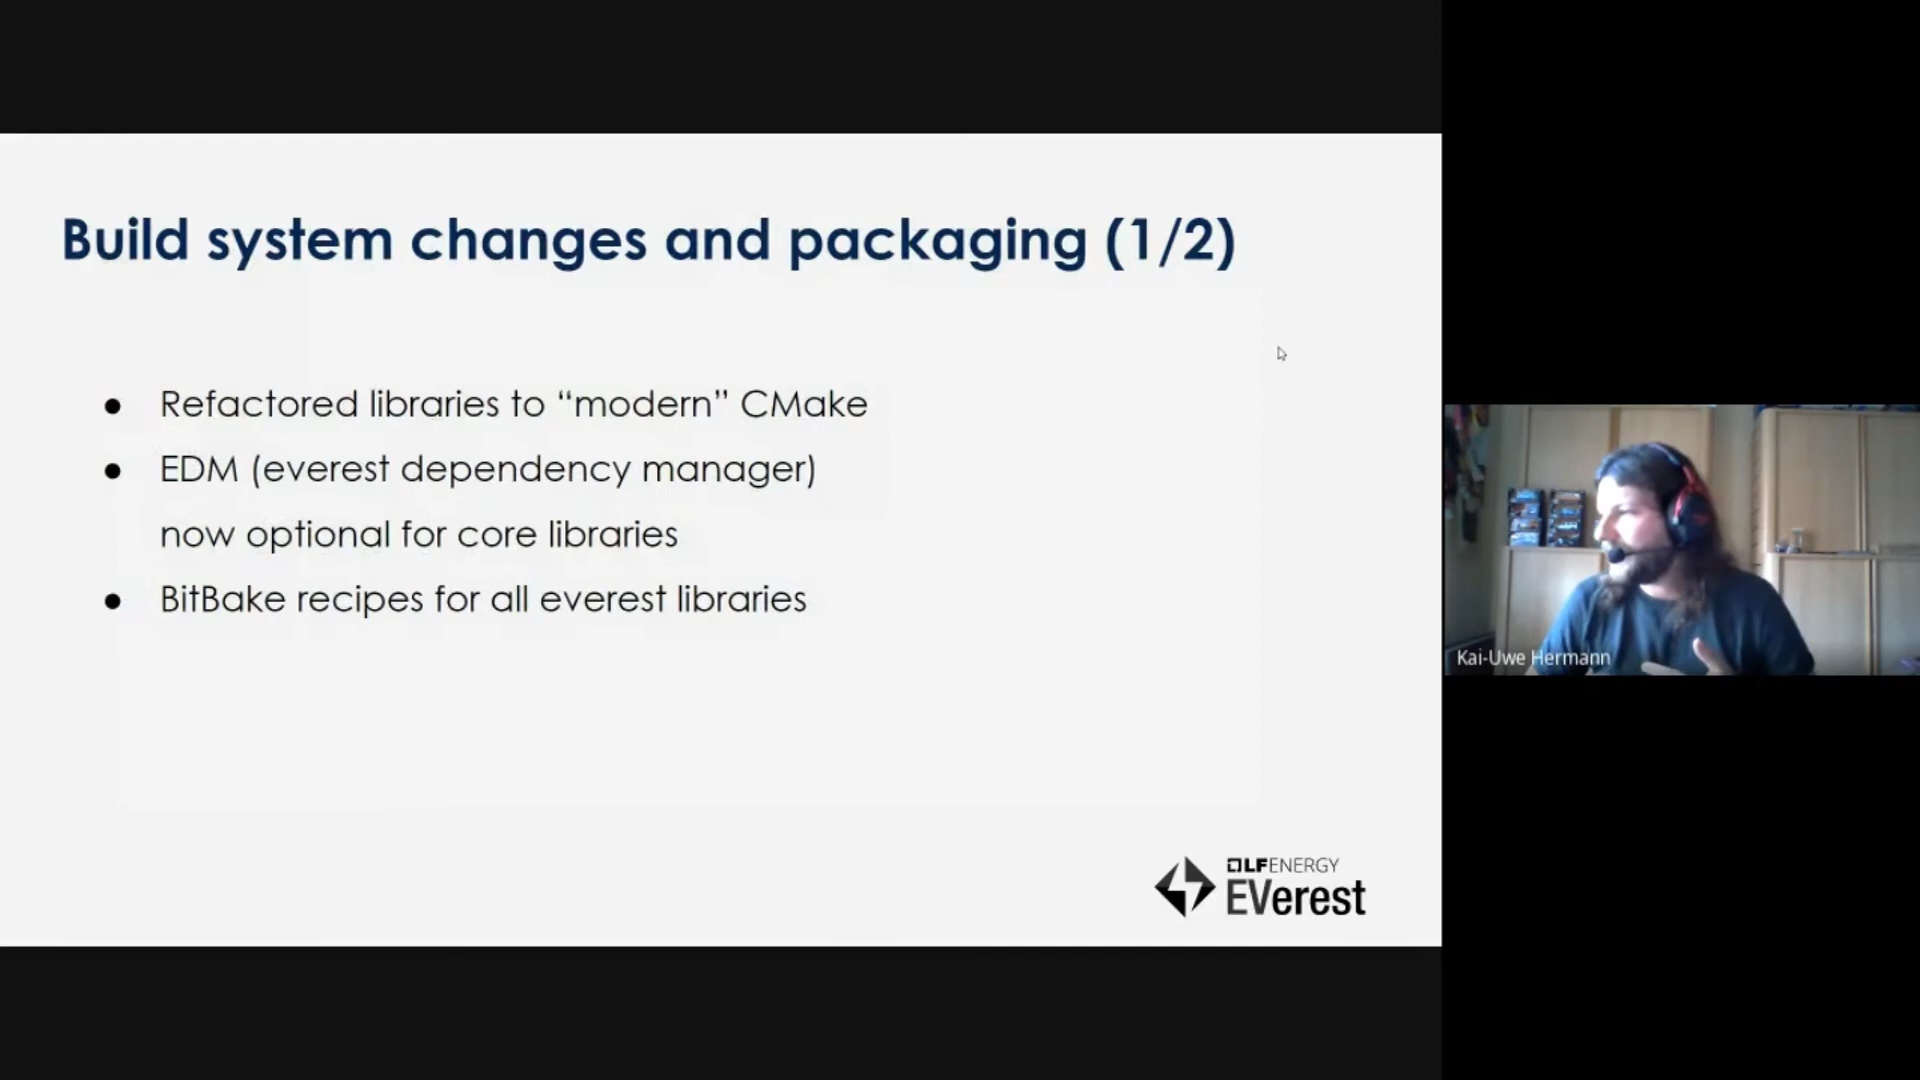 Build system changes and packaging (1/2)
● Refactored libraries to “modern” CMake
● EDM (everest dependency manager)
now optional for core libraries
● BitBake recipes for all everest libraries
LFENERGY
EVerest
Kai-Uwe Hermann